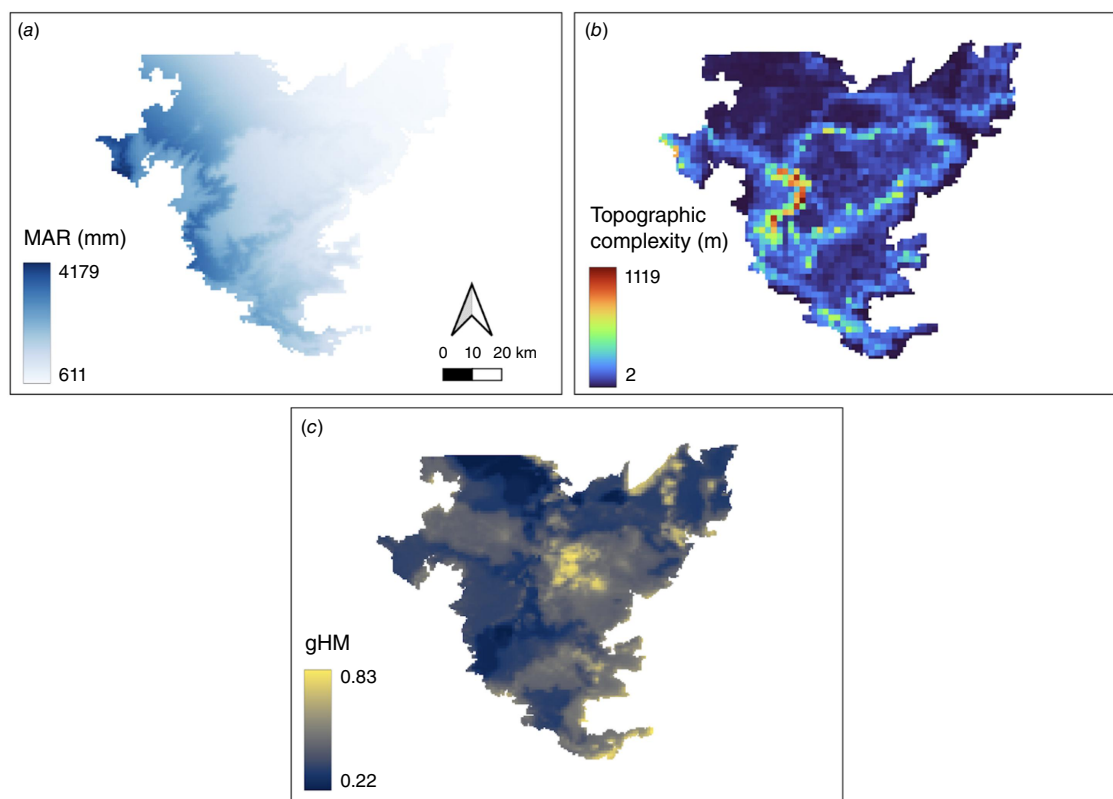 (a)
MAR (mm)
4179
611
0 10 20 km
(b)
Topographic
complexity (m)
1119
2
(c)
gHM
0.83
0.22